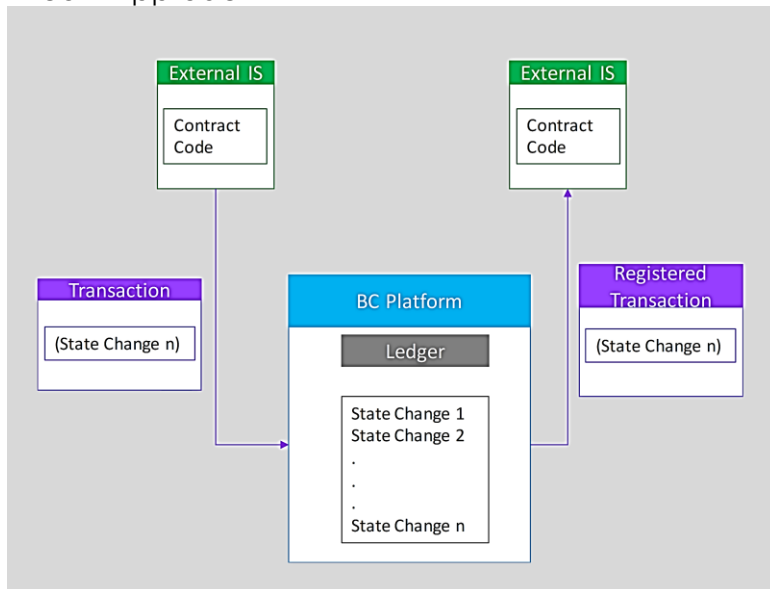 External IS
Contract
Code
External IS
Contract
Code
Transaction
(State Change n)
BC Platform
Ledger
State Change 1
State Change 2
.
.
.
State Change n
Registered
Transaction
(State Change n)